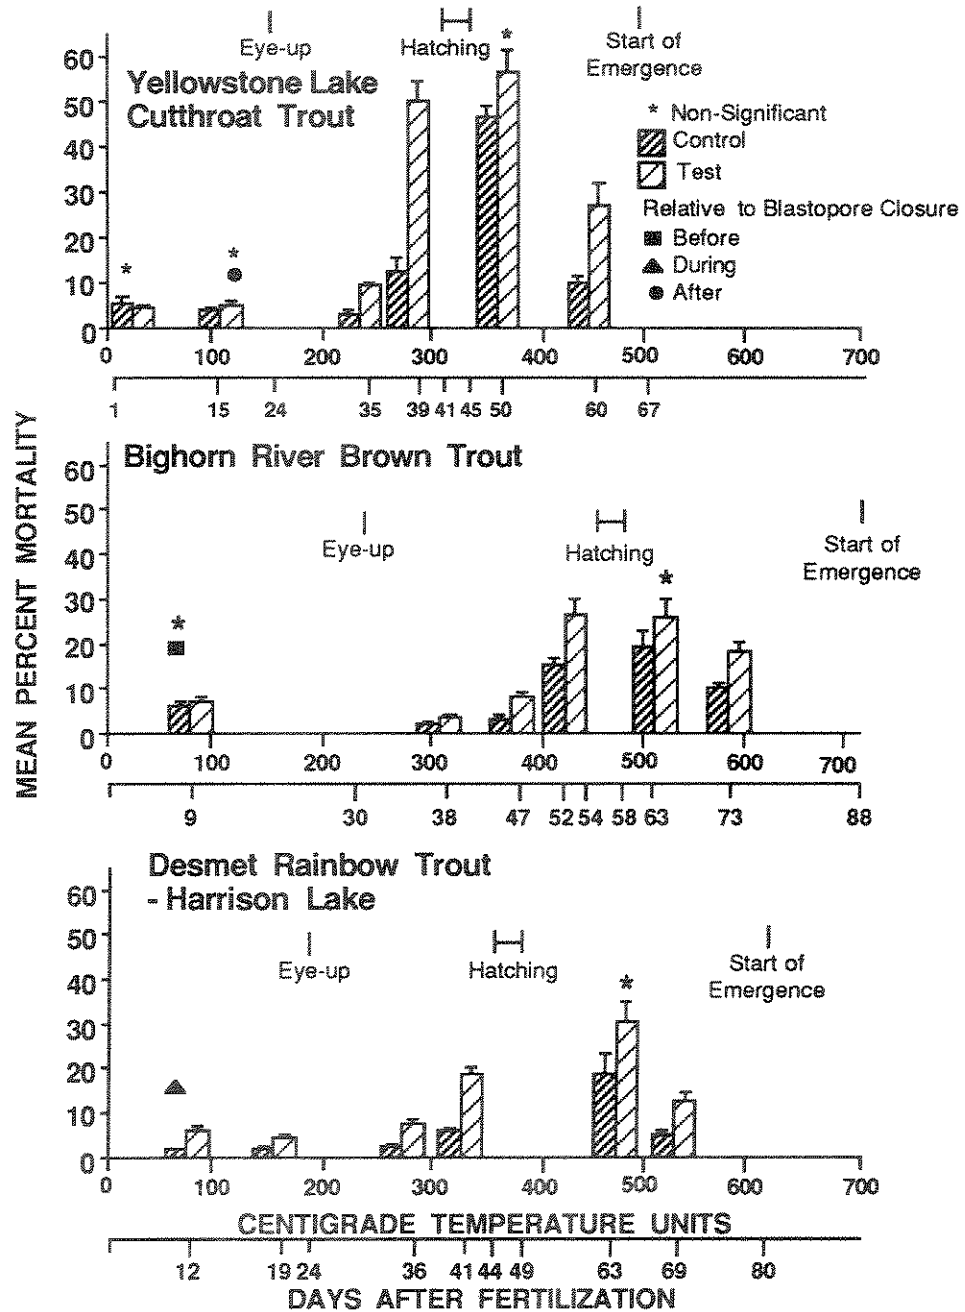 Eye-up
Hatching
*
Start of
Emergence
60
Yellowstone Lake
Cutthroat Trout
* Non-Significant
Control
Test
Relative to Blastopore Closure
Before
During
After
50
40
30
20
10
0
*
*
0 100 200 300 400 500 600 700
1 15 24 35 39 41 45 50 60 67
MEAN PERCENT MORTALITY
Bighorn River Brown Trout
60
50
40
30
20
10
0
Eye-up
Hatching
Start of
Emergence
*
*
0 100 200 300 400 500 600 700
9 30 38 47 52 54 58 63 73 88
Desmet Rainbow Trout
- Harrison Lake
60
50
40
30
20
10
0
Eye-up
Hatching
Start of
Emergence
*
0 100 200 300 400 500 600 700
CENTIGRADE TEMPERATURE UNITS
12 19 24 36 41 44 49 63 69 80
DAYS AFTER FERTILIZATION